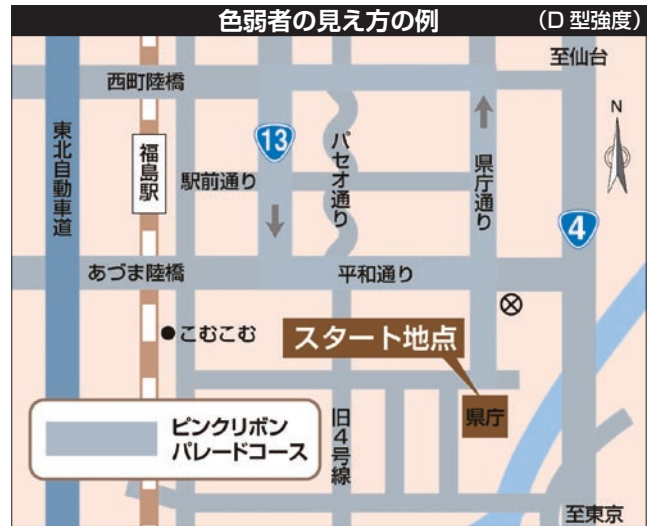 色弱者の見え方の例
(D型強度)
至仙台
西町陸橋
N
東北自動車道
福島駅
13
パセオ通り
県庁通り
駅前通り
4
あづま陸橋
平和通り
こむこむ
スタート地点
県庁
ピンクリボン
パレードコース
旧4号線
至東京